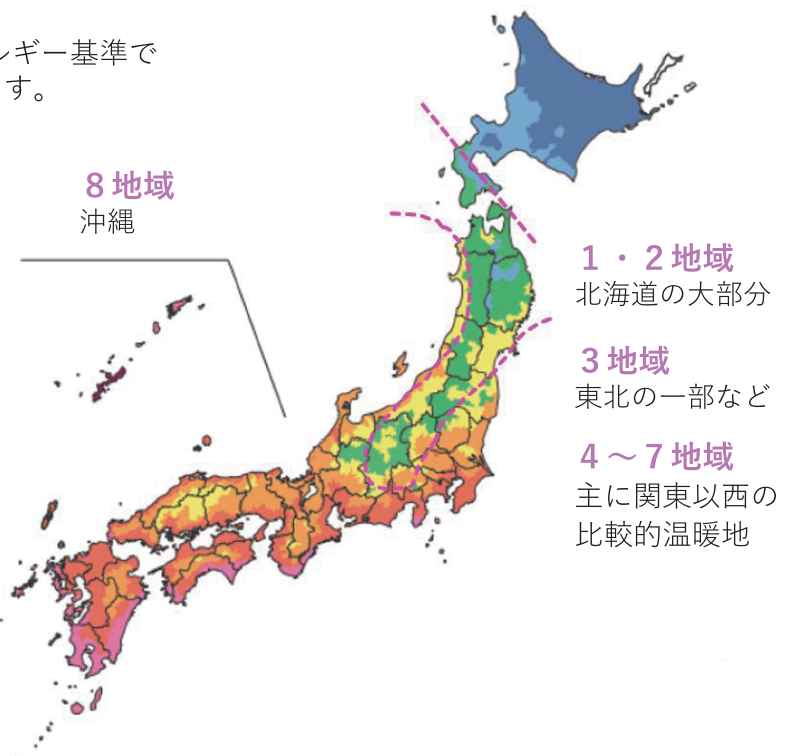 ルギー基準で
す。
8地域
沖縄
1・2地域
北海道の大部分
3地域
東北の一部など
4～7地域
主に関東以西の
比較的温暖地